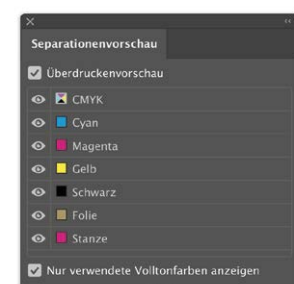 Separationenvorschau
Überdruckenvorschau
CMYK
Cyan
Magenta
Gelb
Schwarz
Folie
Stanze
Nur verwendete Volltonfarben anzeigen